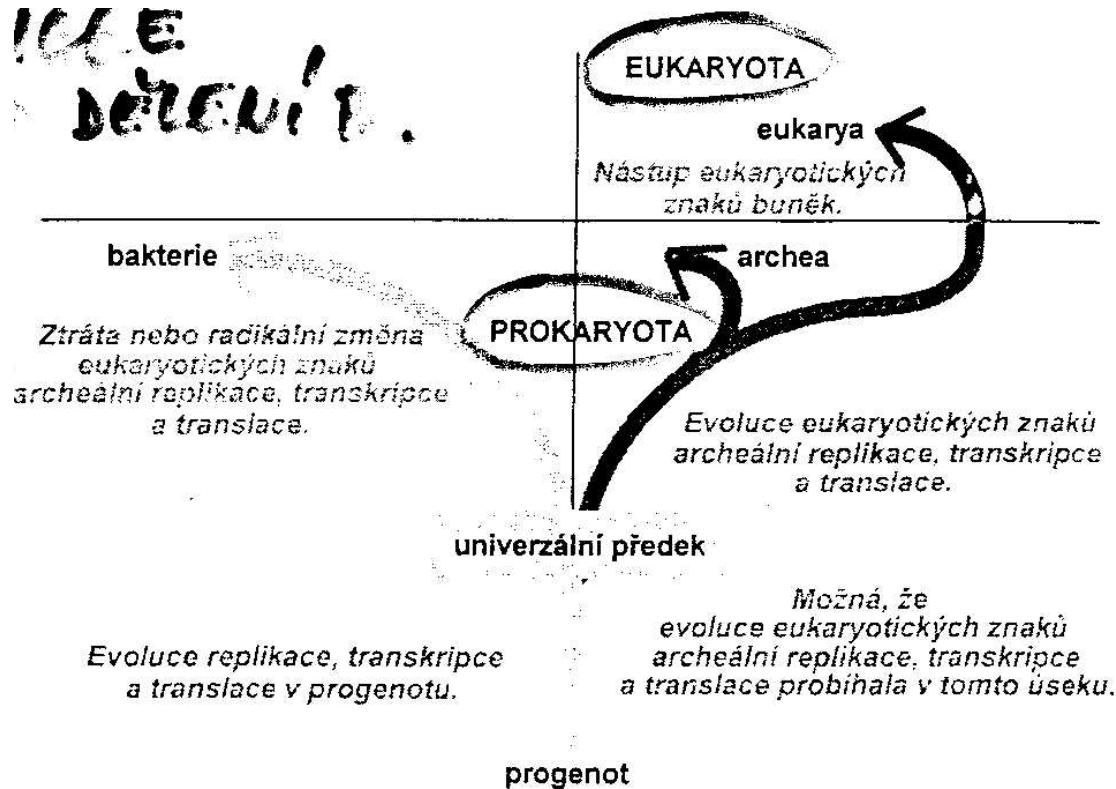 EUKARYOTA
eukarya
Nástup eukaryotických
znaků buněk.
bakterie
archea
PROKARYOTA
Ztráta nebo radikální změna
eukaryotických znaků
archeální replikace, transkripce
a translace.
Evoluce eukaryotických znaků
archeální replikace, transkripce
a translace.
univerzální předek
Možná, že
evoluce eukaryotických znaků
archeální replikace, transkripce
a translace probíhala v tomto úseku.
Evoluce replikace, transkripce
a translace v progenotu.
progenot